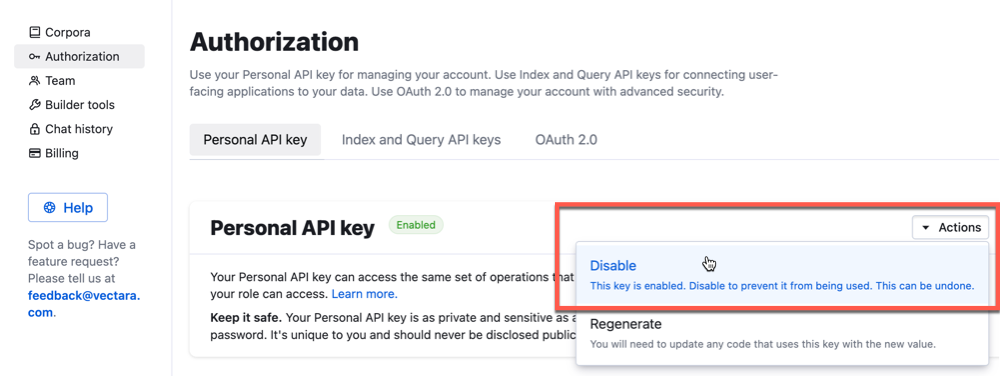 Corpora
Authorization
Team
Builder tools
Chat history
Billing
Help
Spot a bug? Have a
feature request?
Please tell us at
feedback@vectara.
com.
Authorization
Use your Personal API key for managing your account. Use Index and Query API keys for connecting user-
facing applications to your data. Use OAuth 2.0 to manage your account with advanced security.
Personal API key Index and Query API keys OAuth 2.0
Personal API key Enabled
Actions
Your Personal API key can access the same set of operations that
your role can access. Learn more.
Keep it safe. Your Personal API key is as private and sensitive as a
password. It's unique to you and should never be disclosed public
Disable
This key is enabled. Disable to prevent it from being used. This can be undone.
Regenerate
You will need to update any code that uses this key with the new value.